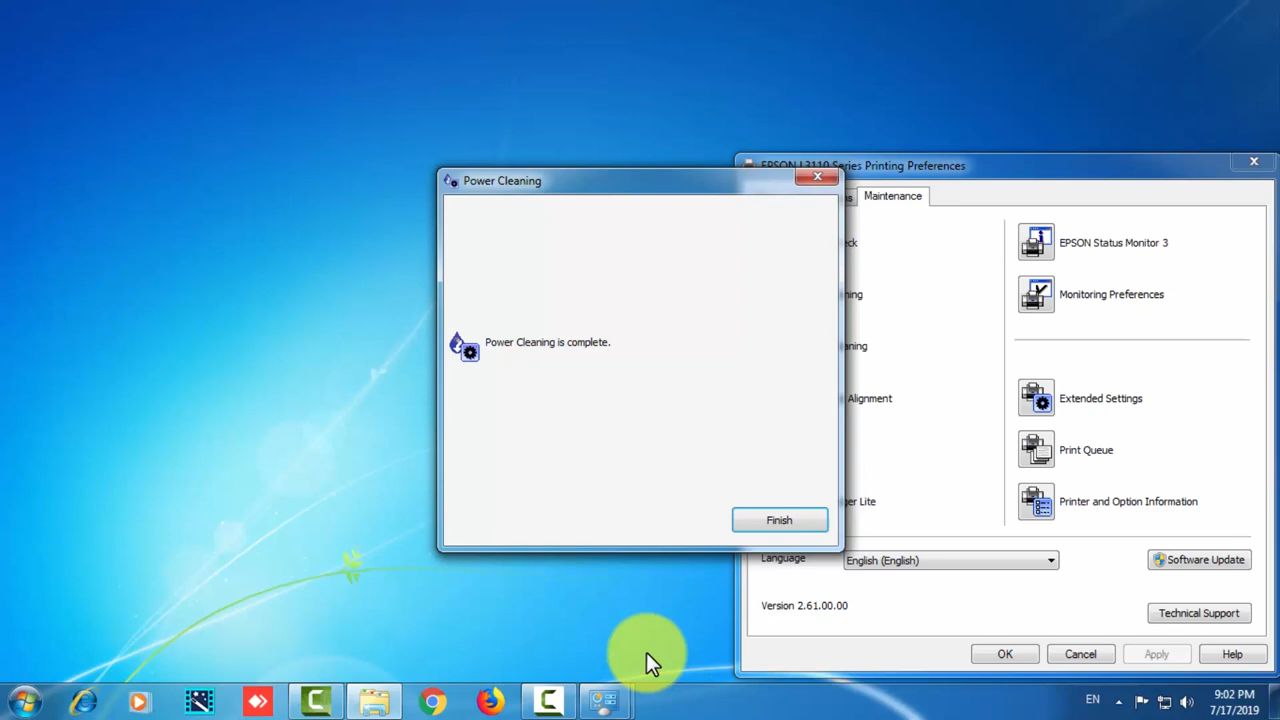 EPSON L3110 Series Printing Preferences
Power Cleaning
Maintenance
EPSON Status Monitor 3
Monitoring Preferences
Power Cleaning is complete.
Alignment
Extended Settings
Print Queue
Printer and Option Information
Finish
Language
English (English)
Software Update
Version 2.61.00.00
Technical Support
OK
Cancel
Apply
Help
EN
9:02 PM
7/17/2019